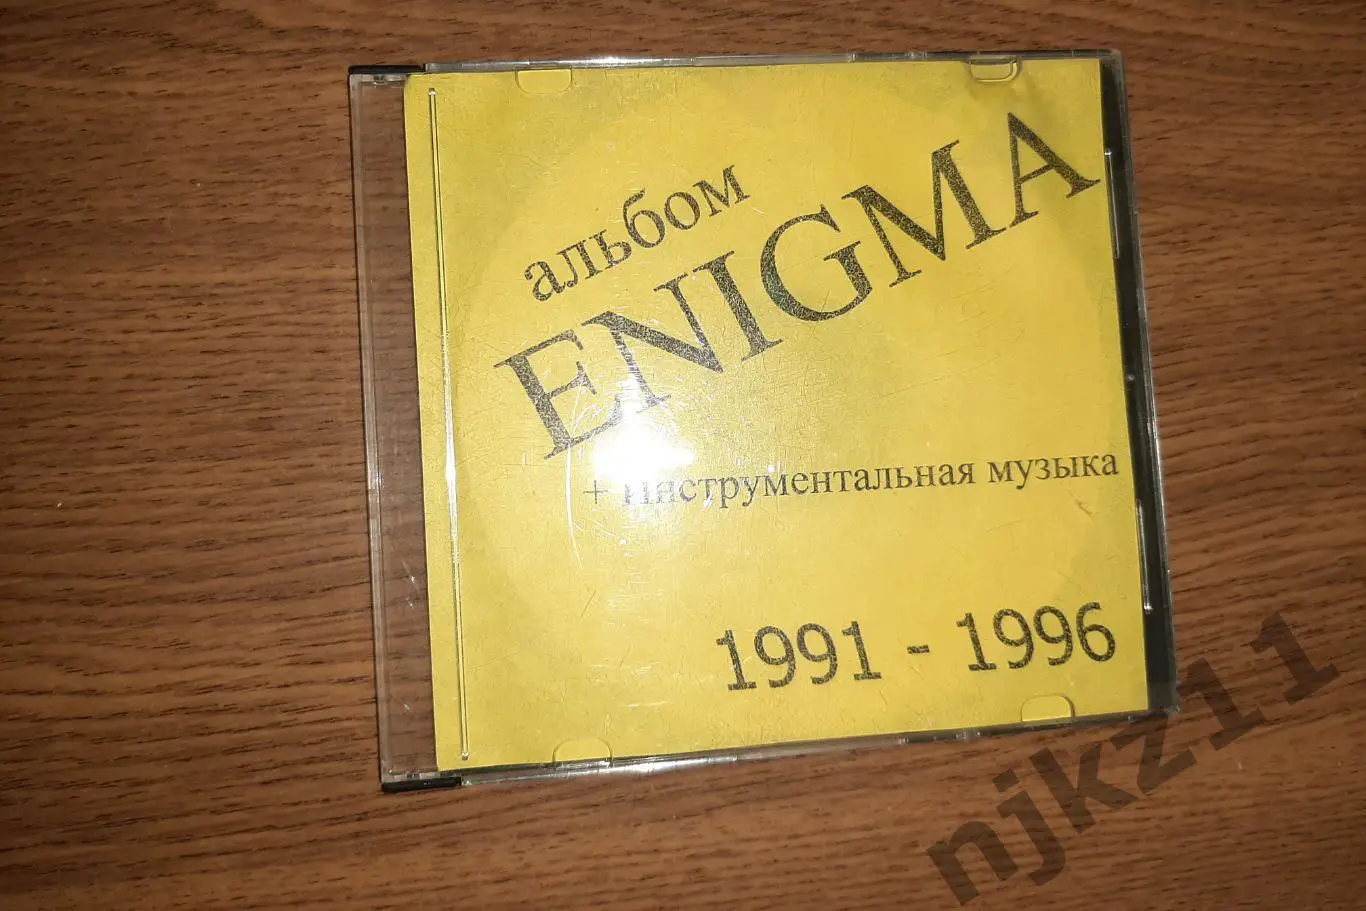 альбом
ENIGMA
+ инструментальная музыка
1991 - 1996
njkz11